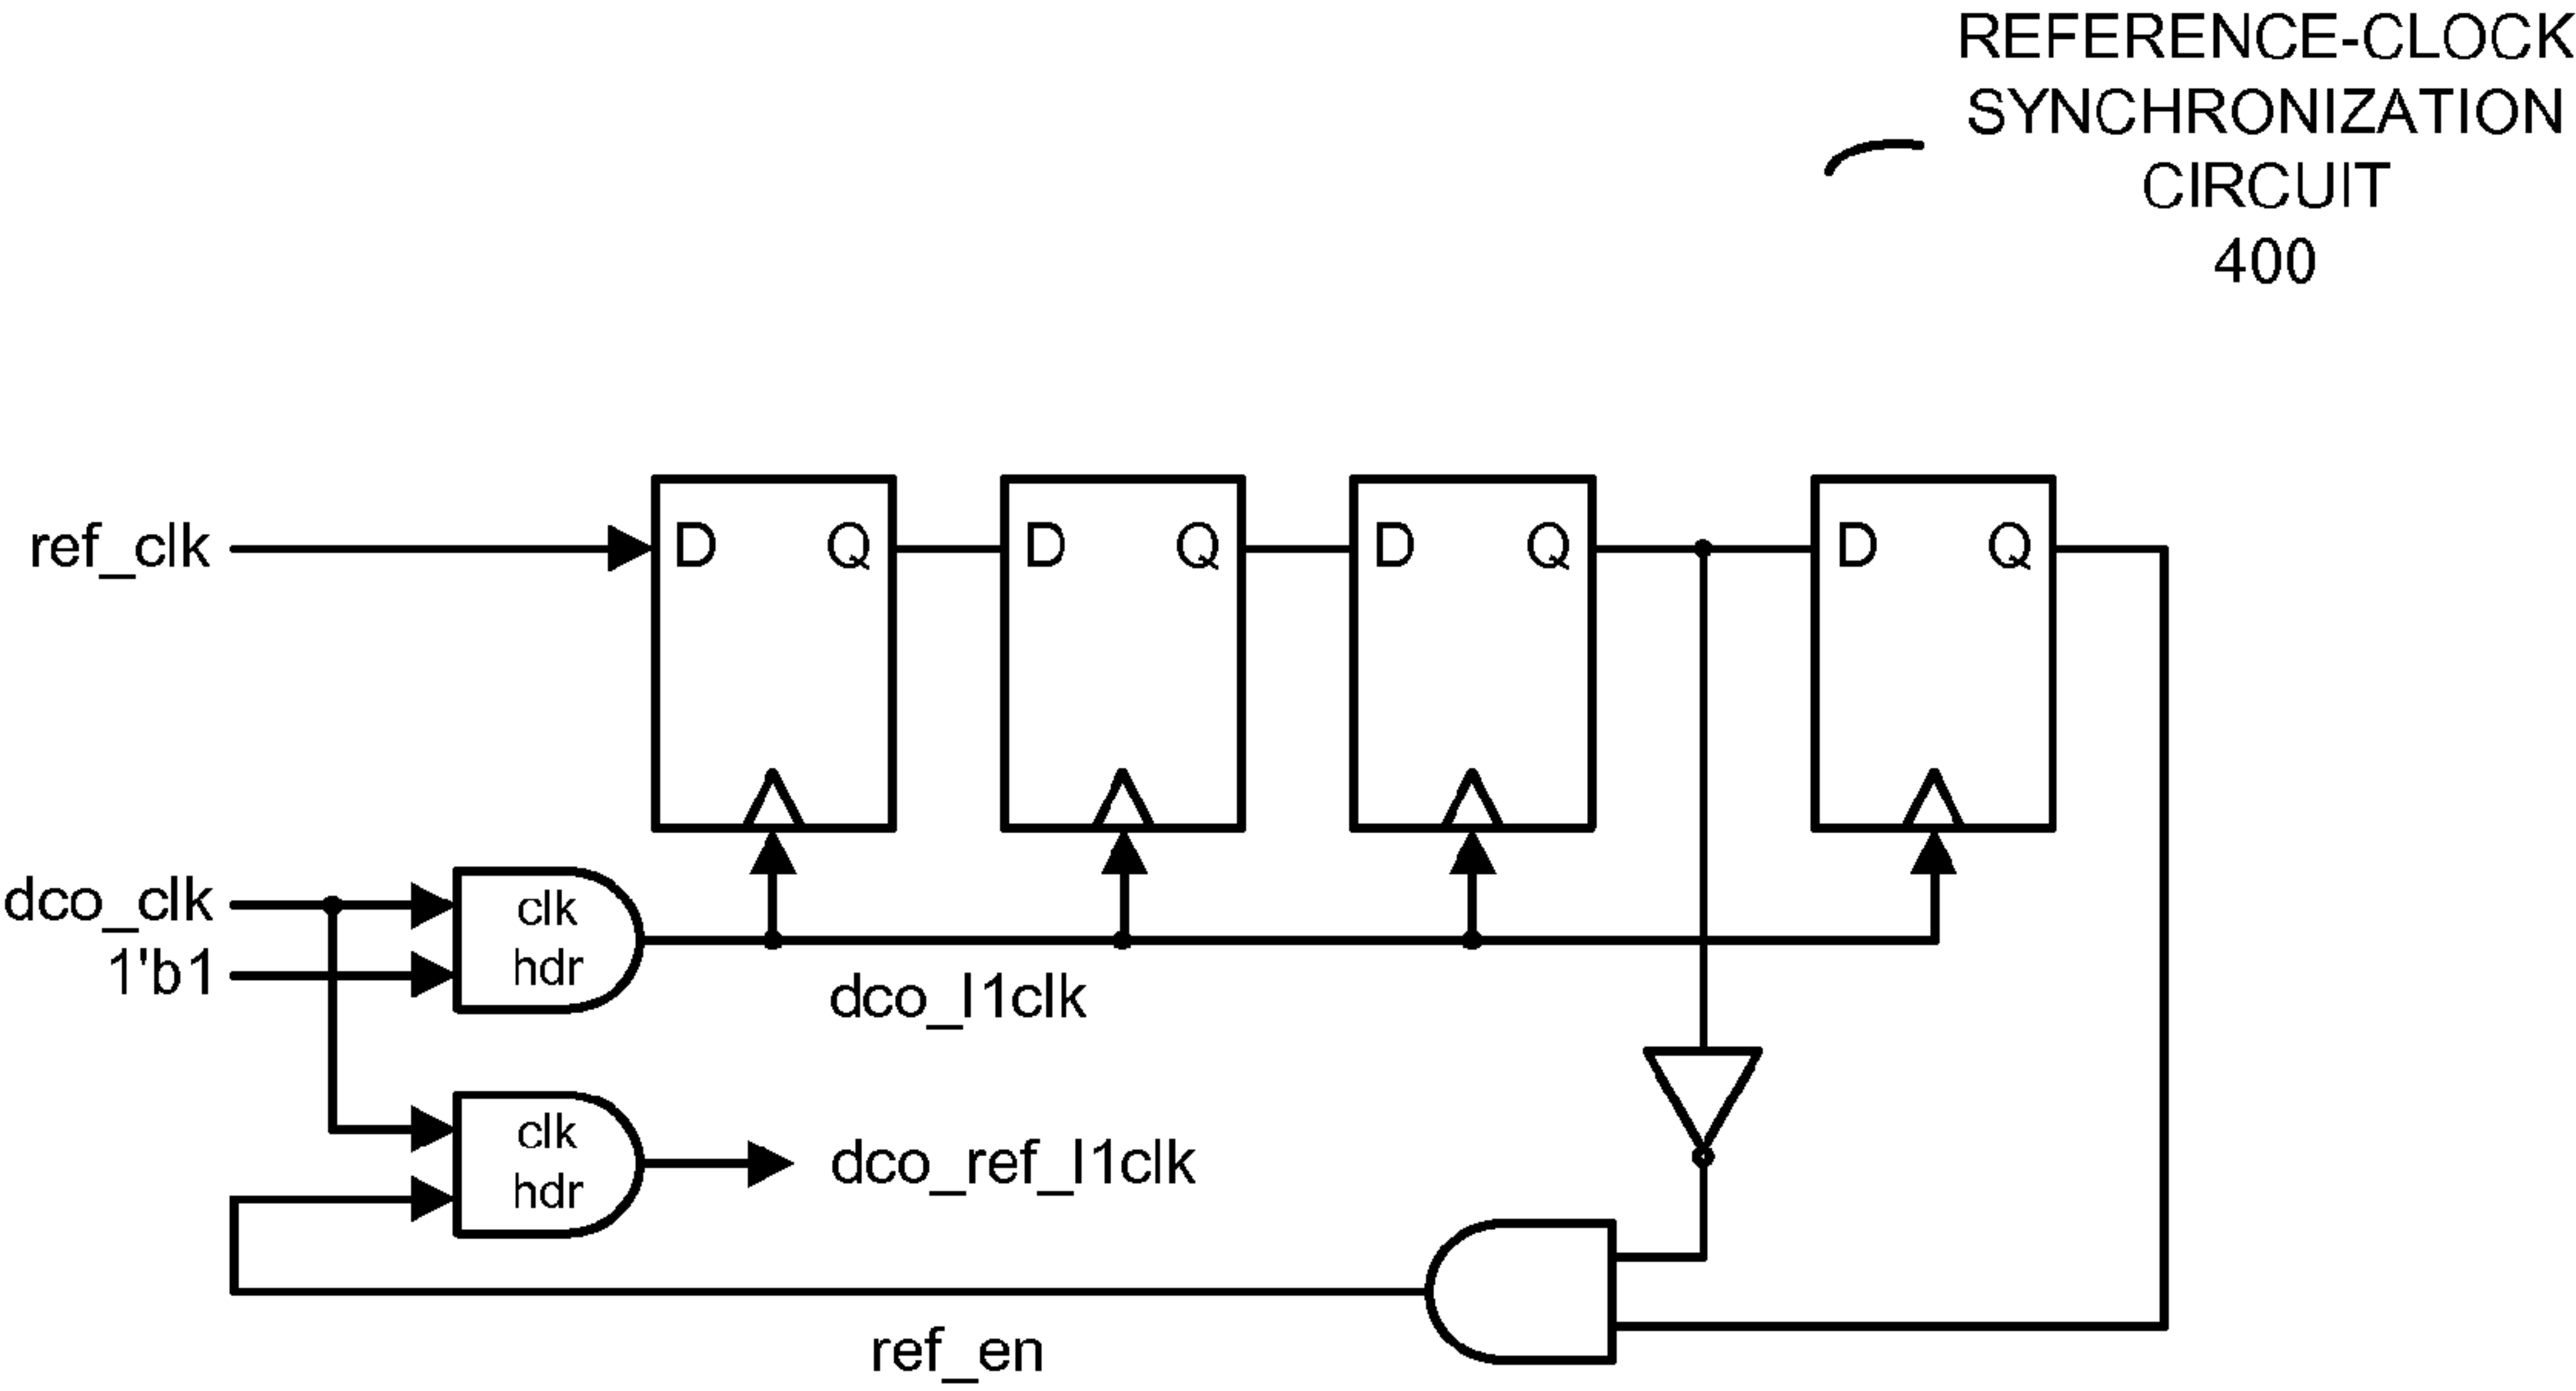 REFERENCE-CLOCK
SYNCHRONIZATION
CIRCUIT
400
ref_clk
D Q
D Q
D Q
D Q
dco_clk
1'b1
clk
hdr
dco_l1clk
clk
hdr
dco_ref_l1clk
ref_en